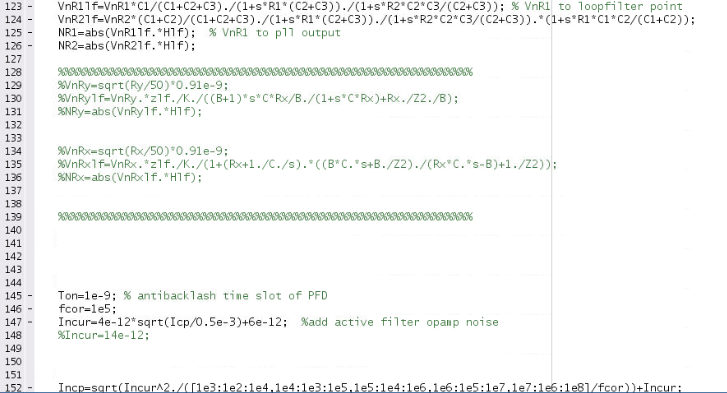 123 - VnR1lf=VnR1*C1/(C1+C2+C3)./(1+s*R1*(C2+C3))./(1+s*R2*C2*C3/(C2+C3)); % VnR1 to loopfilter point
124 - VnR2lf=VnR2*(C1+C2)/(C1+C2+C3)./(1+s*R1*(C2+C3))./(1+s*R2*C2*C3/(C2+C3)).*(1+s*R1*C1*C2/(C1+C2));
125 - NR1=abs(VnR1lf.*Hlf); % VnR1 to pll output
126 - NR2=abs(VnR2lf.*Hlf);
127
128 %%%%%%%%%%%%%%%%%%%%%%%%%%%%%%%%%%%%%%%%%%%%%%%%%%%%%%%%%%%%%%%%%%%%
129 %VnRy=sqrt(Ry/50)*0.91e-9;
130 %VnRylf=VnRy.*zlf./K./((B+1)*s*C*Rx/B./(1+s*C*Rx)+Rx./Z2./B);
131 %NRy=abs(VnRylf.*Hlf);
132
133
134 %VnRx=sqrt(Rx/50)*0.91e-9;
135 %VnRxlf=VnRx.*zlf./K./(1+(Rx+1./C./s).*((B*C.*s+B./Z2)./(Rx*C.*s-B)+1./Z2));
136 %NRx=abs(VnRxlf.*Hlf);
137
138
139 %%%%%%%%%%%%%%%%%%%%%%%%%%%%%%%%%%%%%%%%%%%%%%%%%%%%%%%%%%%%%%%%%%%%
140
141
142
143
144
145 - Ton=1e-9; % antibacklash time slot of PFD
146 - fcor=1e5;
147 - Incur=4e-12*sqrt(Icp/0.5e-3)+6e-12; %add active filter opamp noise
148 %Incur=14e-12;
149
150
151
152 - Incp=sqrt(Incur^2./([1e3:1e2:1e4,1e4:1e3:1e5,1e5:1e4:1e6,1e6:1e5:1e7,1e7:1e6:1e8]/fcor))+Incur;